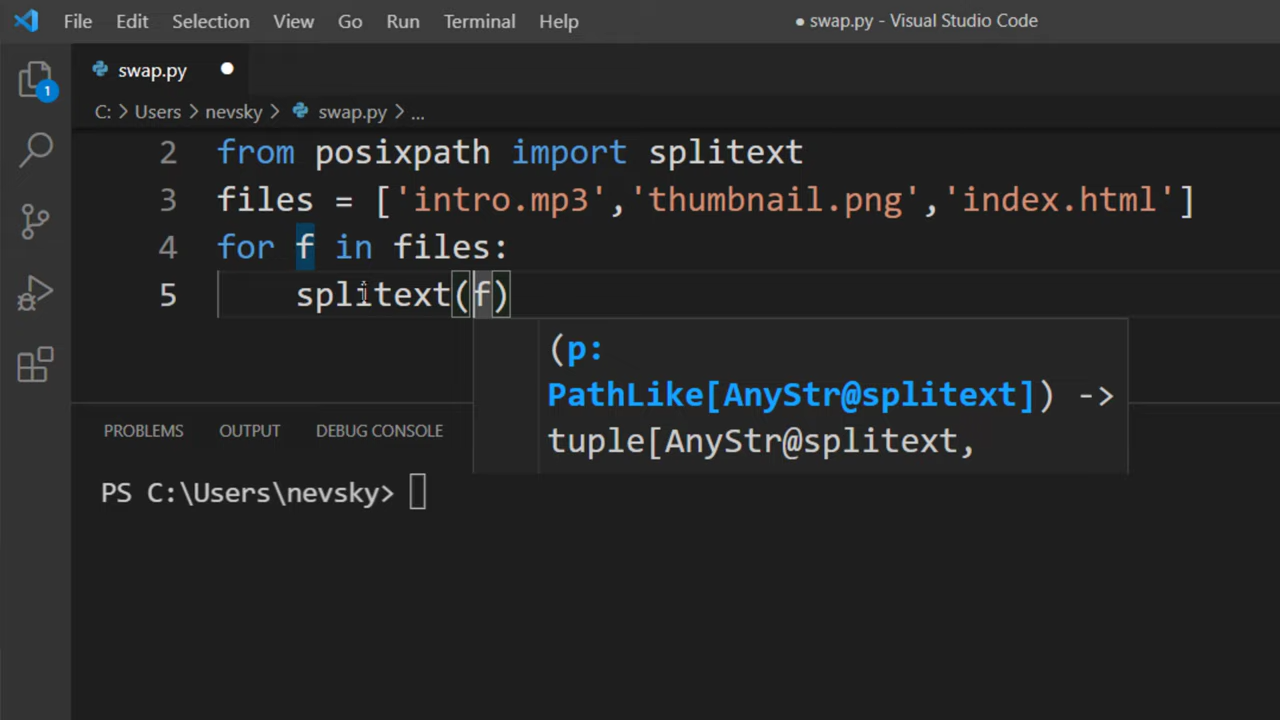 File Edit Selection View Go Run Terminal Help ● swap.py - Visual Studio Code
swap.py ●
1
C: > Users > nevsky > swap.py > ...
2 from posixpath import splitext
3 files = ['intro.mp3','thumbnail.png','index.html']
4 for f in files:
5 splitext(f)
(p:
PathLike[AnyStr@splitext]) ->
tuple[AnyStr@splitext,
PROBLEMS OUTPUT DEBUG CONSOLE
PS C:\Users\nevsky>